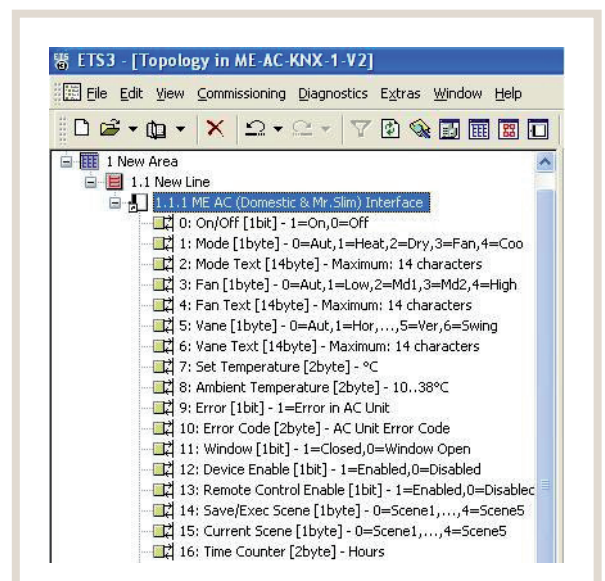 ETS3 - [Topology in ME-AC-KNX-1-V2]
File Edit View Commissioning Diagnostics Extras Window Help
1 New Area
1.1 New Line
1.1.1 ME AC (Domestic & Mr.Slim) Interface
0: On/Off [1bit] - 1=On,0=Off
1: Mode [1byte] - 0=Aut,1=Heat,2=Dry,3=Fan,4=Coo
2: Mode Text [14byte] - Maximum: 14 characters
3: Fan [1byte] - 0=Aut,1=Low,2=Md1,3=Md2,4=High
4: Fan Text [14byte] - Maximum: 14 characters
5: Vane [1byte] - 0=Aut,1=Hor,...,5=Ver,6=Swing
6: Vane Text [14byte] - Maximum: 14 characters
7: Set Temperature [2byte] - °C
8: Ambient Temperature [2byte] - 10..38°C
9: Error [1bit] - 1=Error in AC Unit
10: Error Code [2byte] - AC Unit Error Code
11: Window [1bit] - 1=Closed,0=Window Open
12: Device Enable [1bit] - 1=Enabled,0=Disabled
13: Remote Control Enable [1bit] - 1=Enabled,0=Disablec
14: Save/Exec Scene [1byte] - 0=Scene1,...,4=Scene5
15: Current Scene [1byte] - 0=Scene1,...,4=Scene5
16: Time Counter [2byte] - Hours